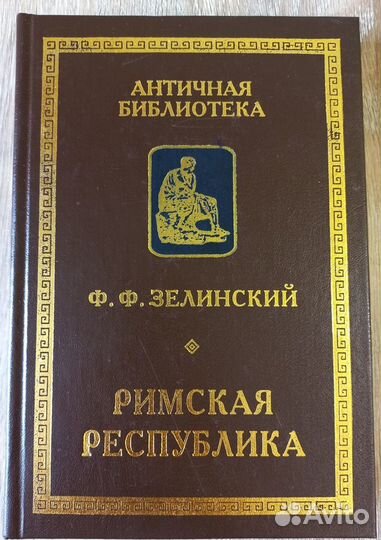 АНТИЧНАЯ
БИБЛИОТЕКА
Ф. Ф. ЗЕЛИНСКИЙ
РИМСКАЯ
РЕСПУБЛИКА
Avito